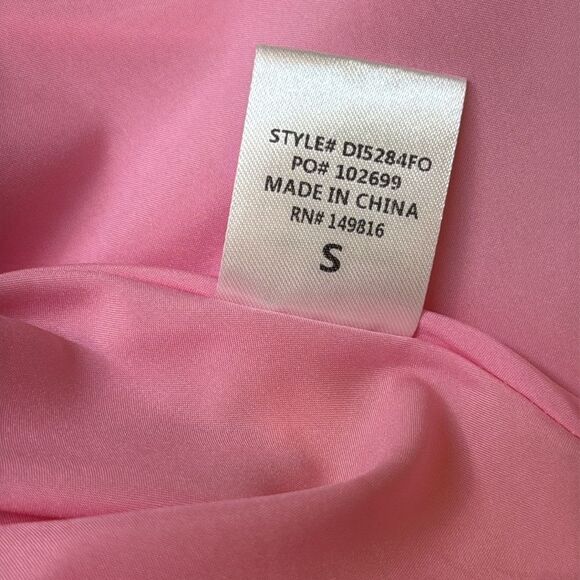 STYLE# DI5284FO
PO# 102699
MADE IN CHINA
RN# 149816
S